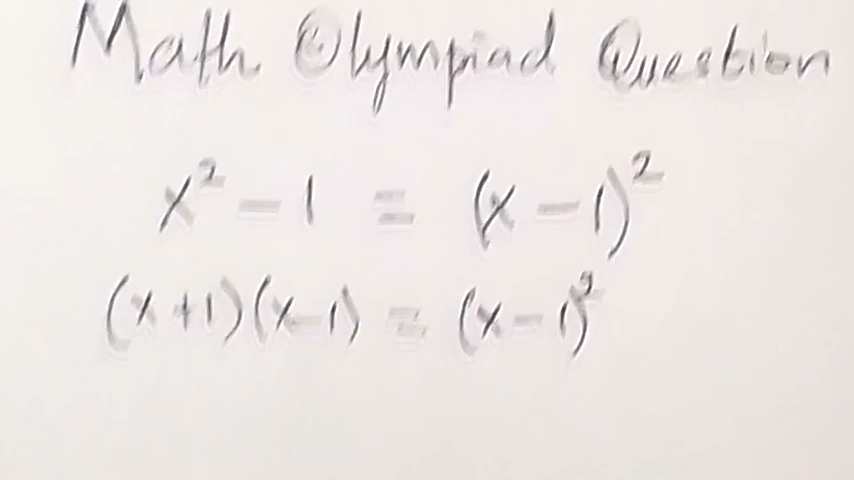 Math Olympiad Question
x² - 1 = (x - 1)²
(x+1)(x-1) = (x - 1)²